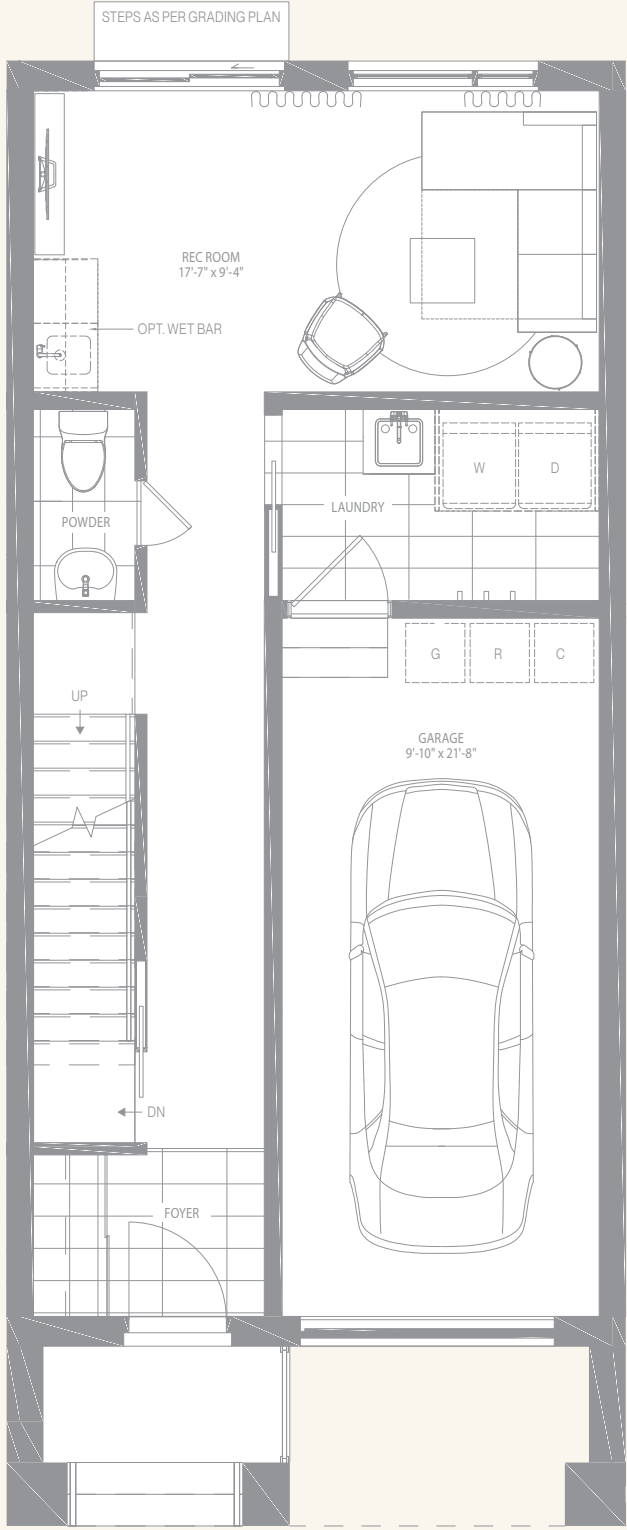 STEPS AS PER GRADING PLAN
REC ROOM
17'-7" x 9'-4"
OPT. WET BAR
W
D
LAUNDRY
POWDER
G
R
C
UP
GARAGE
9'-10" x 21'-8"
DN
FOYER